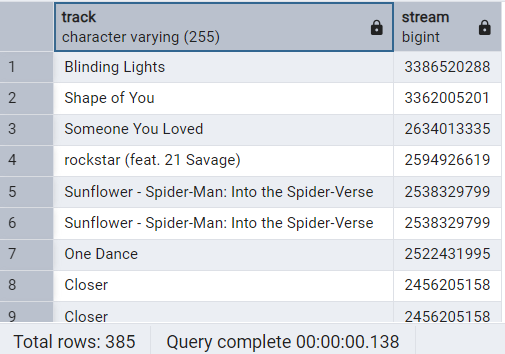 track stream
character varying (255) bigint
1 Blinding Lights 3386520288
2 Shape of You 3362005201
3 Someone You Loved 2634013335
4 rockstar (feat. 21 Savage) 2594926619
5 Sunflower - Spider-Man: Into the Spider-Verse 2538329799
6 Sunflower - Spider-Man: Into the Spider-Verse 2538329799
7 One Dance 2522431995
8 Closer 2456205158
9 Closer 2456205158
Total rows: 385 Query complete 00:00:00.138